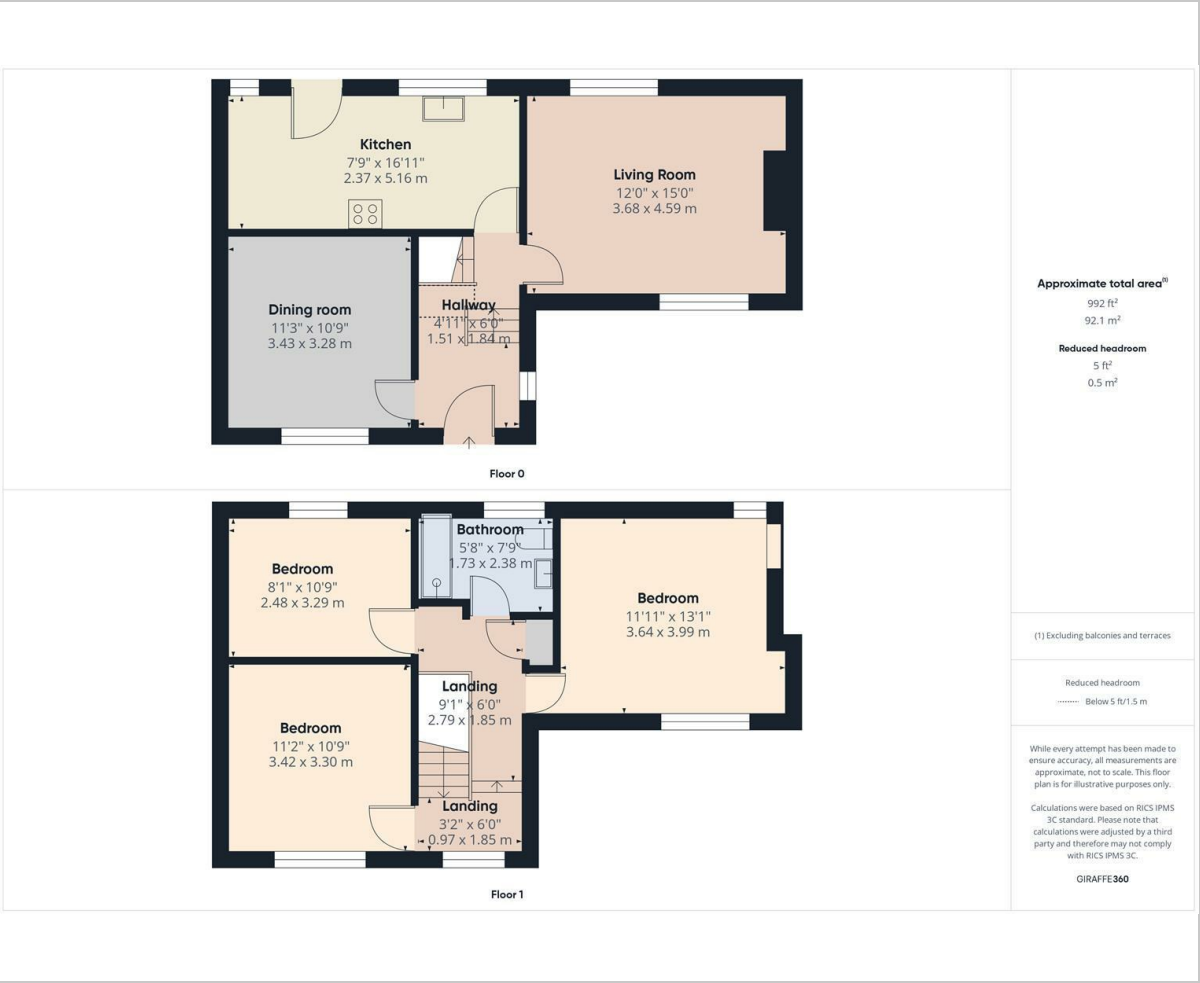 Kitchen
7'9" x 16'11"
2.37 x 5.16 m
Living Room
12'0" x 15'0"
3.68 x 4.59 m
Dining room
11'3" x 10'9"
3.43 x 3.28 m
Hallway
4'11" x 6'0"
1.51 x 1.84 m
Floor 0
Bedroom
8'1" x 10'9"
2.48 x 3.29 m
Bathroom
5'8" x 7'9"
1.73 x 2.38 m
Bedroom
11'11" x 13'1"
3.64 x 3.99 m
Landing
9'1" x 6'0"
2.79 x 1.85 m
Bedroom
11'2" x 10'9"
3.42 x 3.30 m
Landing
3'2" x 6'0"
0.97 x 1.85 m
Floor 1
Approximate total area⁽¹⁾
992 ft²
92.1 m²
Reduced headroom
5 ft²
0.5 m²
(1) Excluding balconies and terraces
Reduced headroom
Below 5 ft/1.5 m
While every attempt has been made to
ensure accuracy, all measurements are
approximate, not to scale. This floor
plan is for illustrative purposes only.
Calculations were based on RICS IPMS
3C standard. Please note that
calculations were adjusted by a third
party and therefore may not comply
with RICS IPMS 3C.
GIRAFFE360